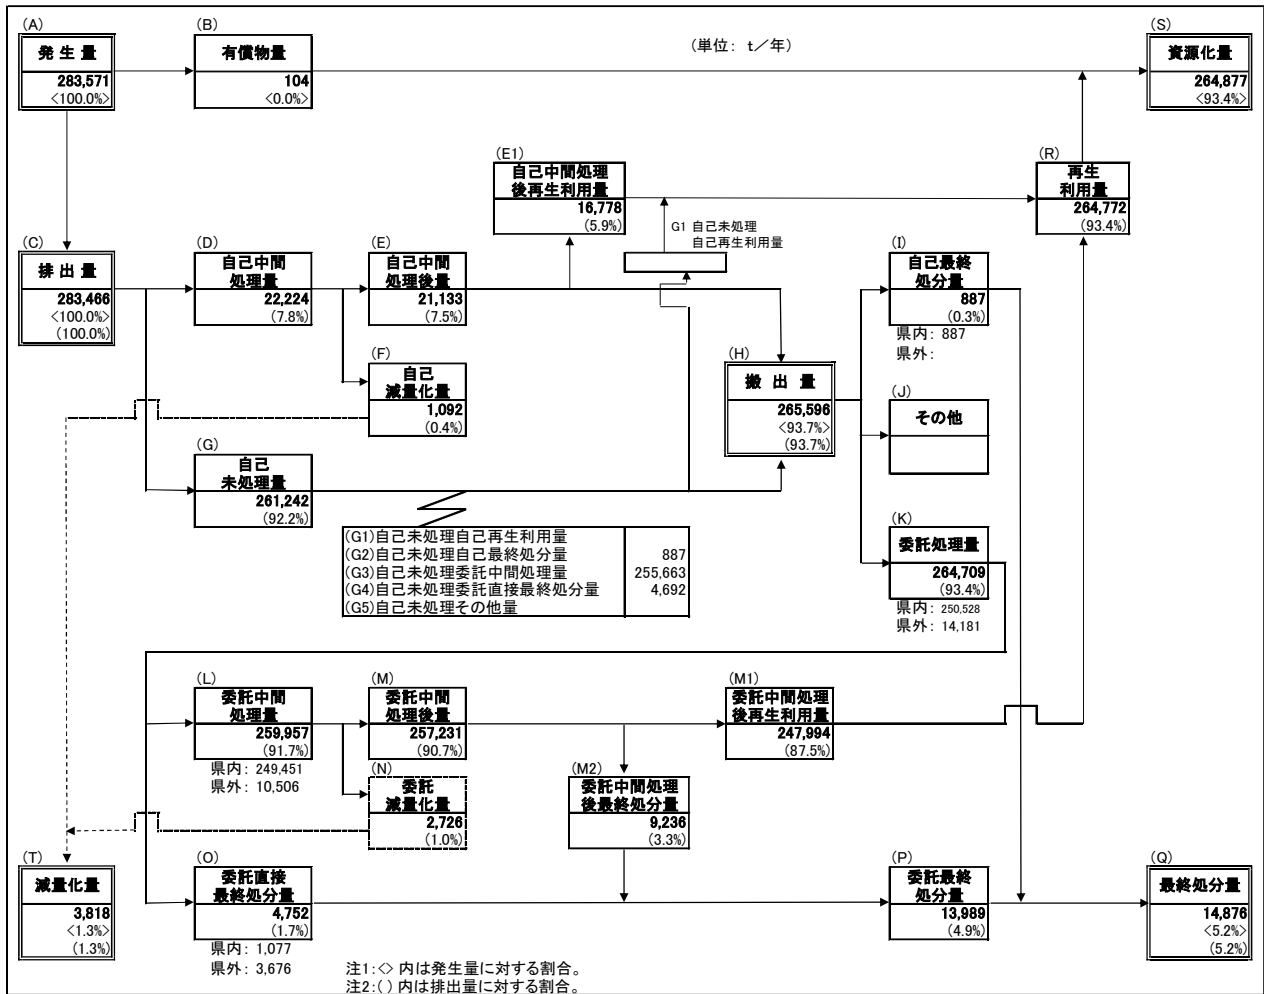 (A)
発 生 量
283,571
<100.0%>
(B)
有償物量
104
<0.0%>
(単位： t／年)
(S)
資源化量
264,877
<93.4%>
(E1)
自己中間処理
後再生利用量
16,778
(5.9%)
(R)
再生
利用量
264,772
(93.4%)
G1 自己未処理
自己再生利用量
(C)
排 出 量
283,466
<100.0%>
(100.0%)
(D)
自己中間
処理量
22,224
(7.8%)
(E)
自己中間
処理後量
21,133
(7.5%)
(I)
自己最終
処分量
887
(0.3%)
県内： 887
県外：
(F)
自己
減量化量
1,092
(0.4%)
(H)
搬 出 量
265,596
<93.7%>
(93.7%)
(J)
その他
(G)
自己
未処理量
261,242
(92.2%)
(G1)自己未処理自己再生利用量
(G2)自己未処理自己最終処分量 887
(G3)自己未処理委託中間処理量 255,663
(G4)自己未処理委託直接最終処分量 4,692
(G5)自己未処理その他量
(K)
委託処理量
264,709
(93.4%)
県内： 250,528
県外： 14,181
(L)
委託中間
処理量
259,957
(91.7%)
県内： 249,451
県外： 10,506
(M)
委託中間
処理後量
257,231
(90.7%)
(M1)
委託中間処理
後再生利用量
247,994
(87.5%)
(N)
委託
減量化量
2,726
(1.0%)
(M2)
委託中間処理
後最終処分量
9,236
(3.3%)
(T)
減量化量
3,818
<1.3%>
(1.3%)
(O)
委託直接
最終処分量
4,752
(1.7%)
県内： 1,077
県外： 3,676
(P)
委託最終
処分量
13,989
(4.9%)
(Q)
最終処分量
14,876
<5.2%>
(5.2%)
注1：<> 内は発生量に対する割合。
注2：( ) 内は排出量に対する割合。